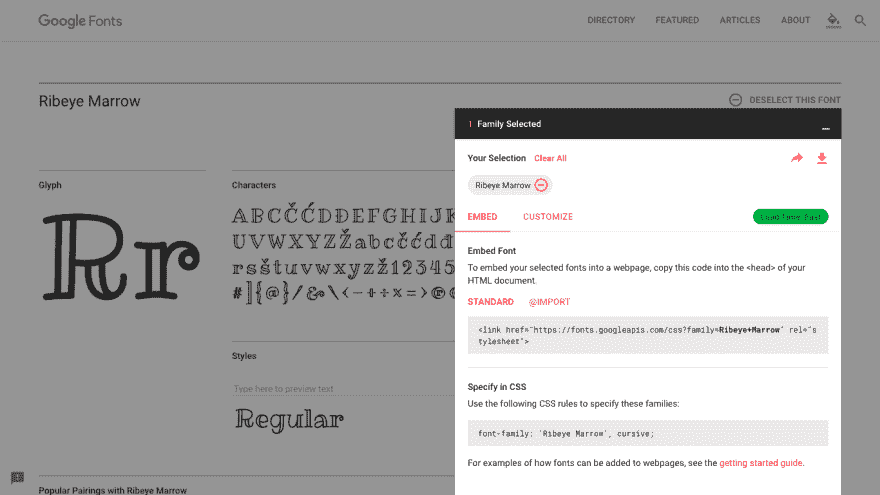 Google Fonts
DIRECTORY FEATURED ARTICLES ABOUT
Ribeye Marrow
DESELECT THIS FONT
1 Family Selected
Your Selection Clear All
Ribeye Marrow
EMBED CUSTOMIZE
Load Time: Fast
Embed Font
To embed your selected fonts into a webpage, copy this code into the <head> of your
HTML document.
STANDARD @IMPORT
<link href="https://fonts.googleapis.com/css?family=Ribeye+Marrow" rel="s
tylesheet">
Specify in CSS
Use the following CSS rules to specify these families:
font-family: 'Ribeye Marrow', cursive;
For examples of how fonts can be added to webpages, see the getting started guide.
Glyph
Rr
Characters
ABCČĆDĐEFGHIJK
UVWXYZŽabcčćdđ
rsštuvwxyzž12345
#]{@}/&\<-+÷×=>®©
Styles
Type here to preview text
Regular
Popular Pairings with Ribeye Marrow